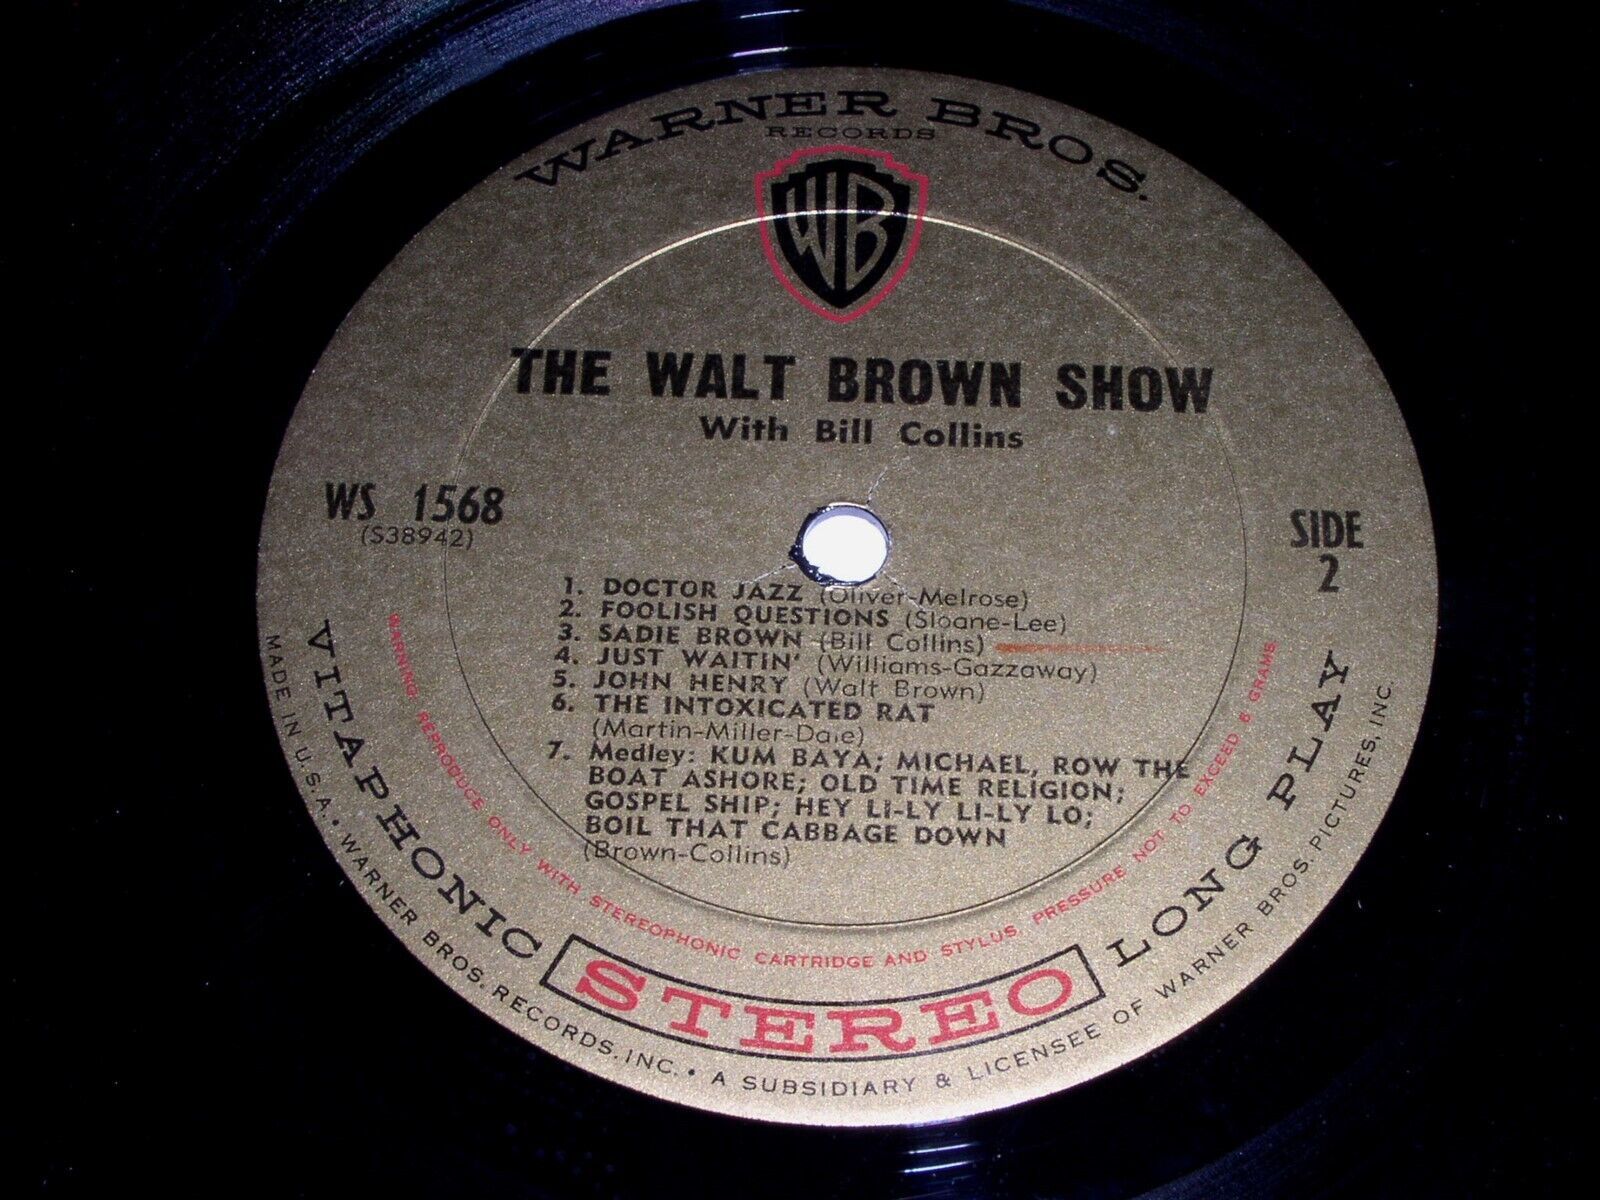 WARNER BROS.
RECORDS
WB
THE WALT BROWN SHOW
With Bill Collins
WS 1568
(S38942)
SIDE
2
1. DOCTOR JAZZ (Oliver-Melrose)
2. FOOLISH QUESTIONS (Sloane-Lee)
3. SADIE BROWN (Bill Collins)
4. JUST WAITIN' (Williams-Gazzaway)
5. JOHN HENRY (Walt Brown)
6. THE INTOXICATED RAT
(Martin-Miller-Dale)
7. Medley: KUM BAYA; MICHAEL, ROW THE
BOAT ASHORE; OLD TIME RELIGION;
GOSPEL SHIP; HEY LI-LY LI-LY LO;
BOIL THAT CABBAGE DOWN
(Brown-Collins)
WARNING: REPRODUCE ONLY WITH STEREOPHONIC CARTRIDGE AND STYLUS, PRESSURE NOT TO EXCEED 6 GRAMS
VITAPHONIC STEREO LONG PLAY
MADE IN U.S.A. • WARNER BROS. RECORDS, INC. • A SUBSIDIARY & LICENSEE OF WARNER BROS. PICTURES, INC.